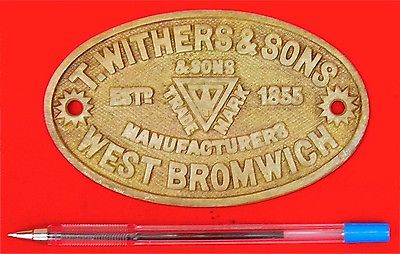 T. WITHERS & SONS
& SONS
ESTD. 1855
TRADE W MARK
MANUFACTURERS
WEST BROMWICH